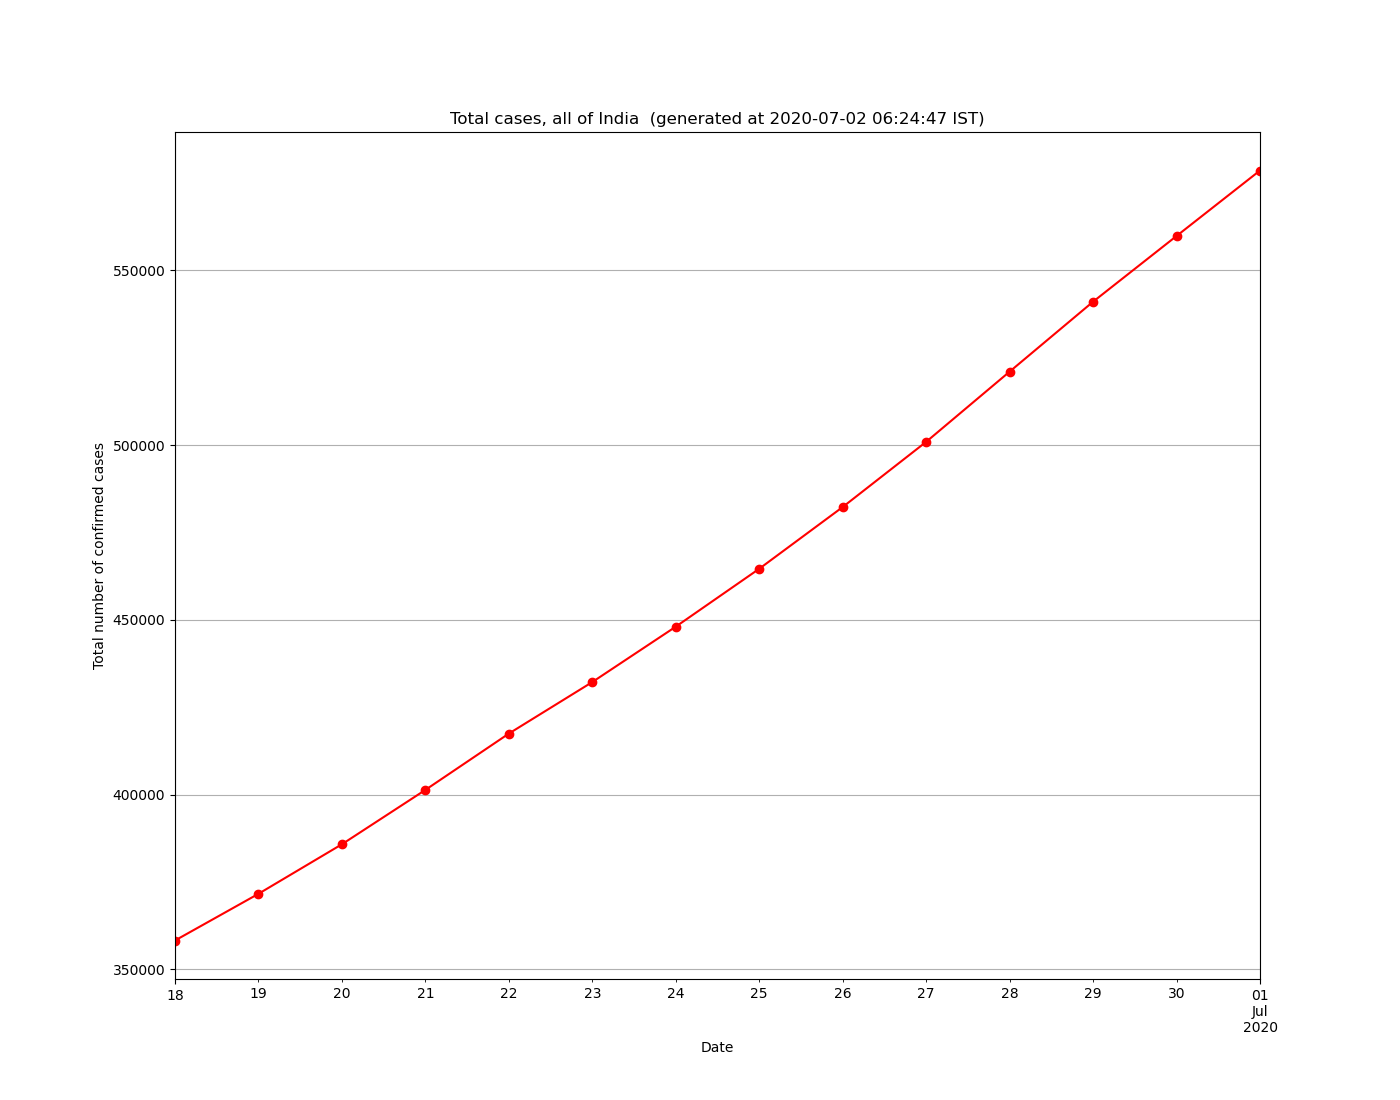 Total cases, all of India  (generated at 2020-07-02 06:24:47 IST)
Total number of confirmed cases
550000
500000
450000
400000
350000
18 19 20 21 22 23 24 25 26 27 28 29 30 01
Jul
2020
Date